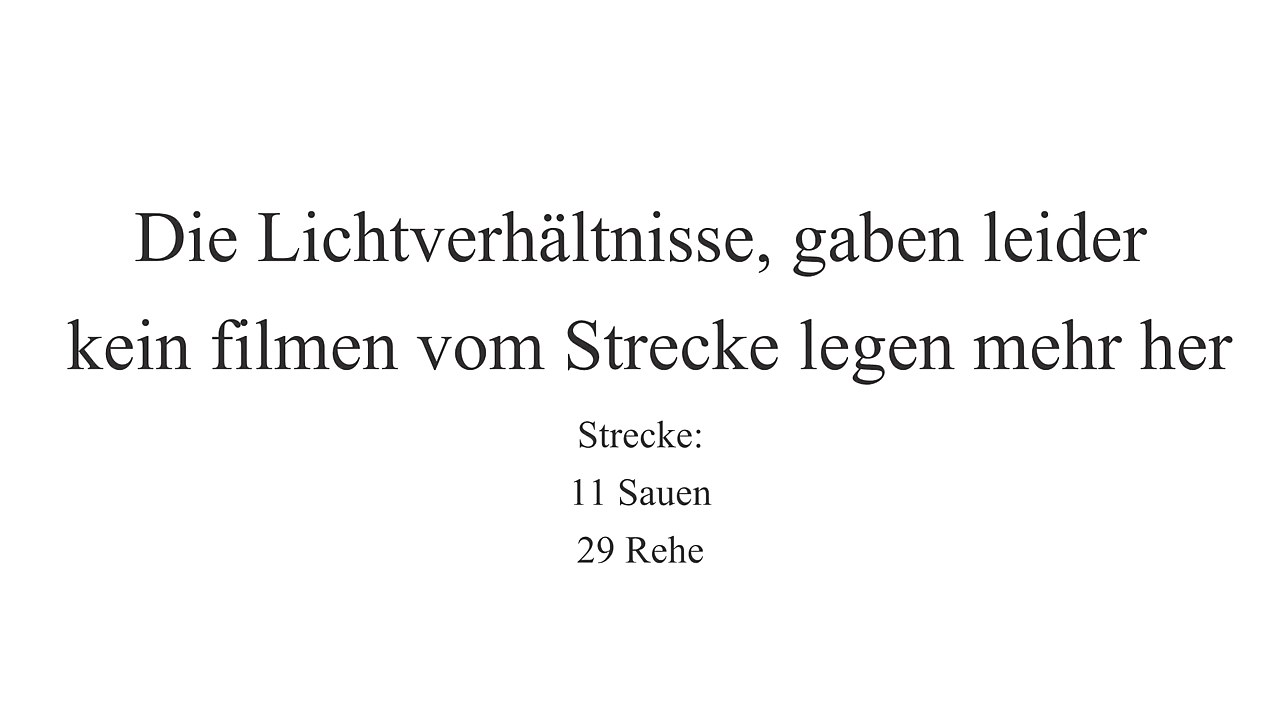 Die Lichtverhältnisse, gaben leider
kein filmen vom Strecke legen mehr her
Strecke:
11 Sauen
29 Rehe